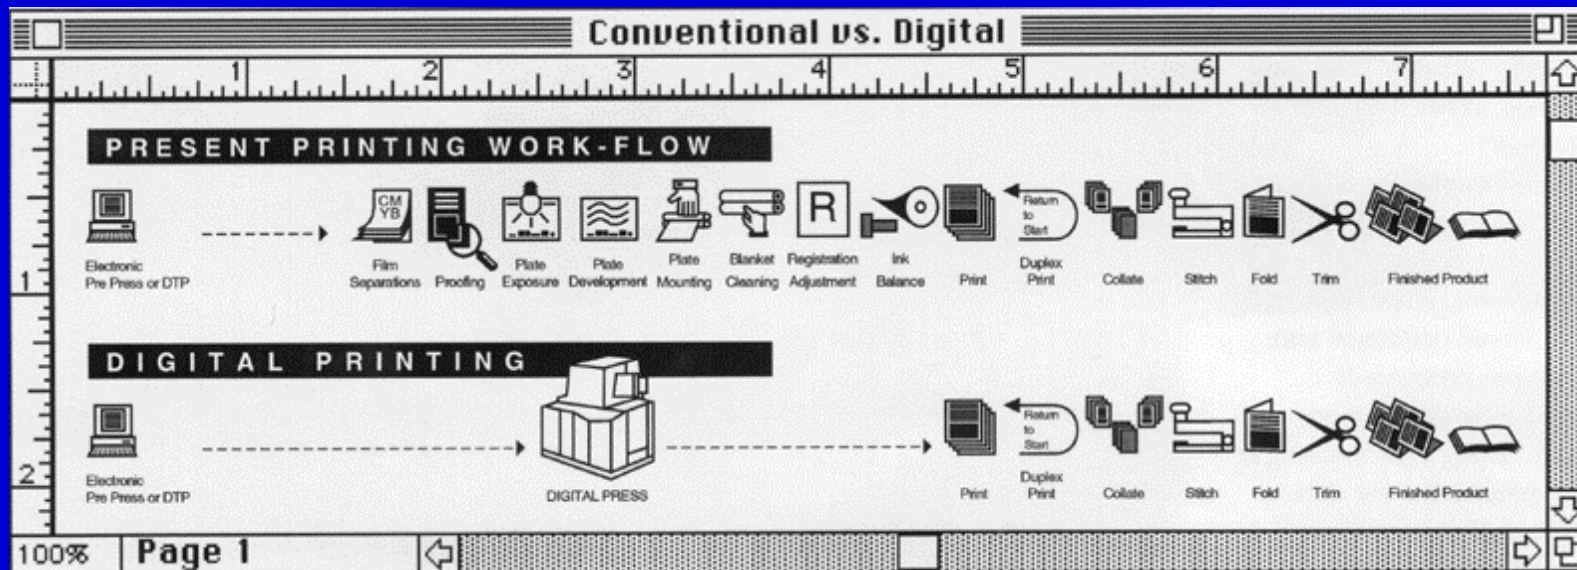 Conventional vs. Digital
1 2 3 4 5 6 7
PRESENT PRINTING WORK-FLOW
CM
YB
R
Return
to
Start
Electronic
Pre Press or DTP
Film
Separations
Proofing
Plate
Exposure
Plate
Development
Plate
Mounting
Blanket
Cleaning
Registration
Adjustment
Ink
Balance
Print
Duplex
Print
Collate
Stitch
Fold
Trim
Finished Product
1
DIGITAL PRINTING
Return
to
Start
2
Electronic
Pre Press or DTP
DIGITAL PRESS
Print
Duplex
Print
Collate
Stitch
Fold
Trim
Finished Product
100% Page 1